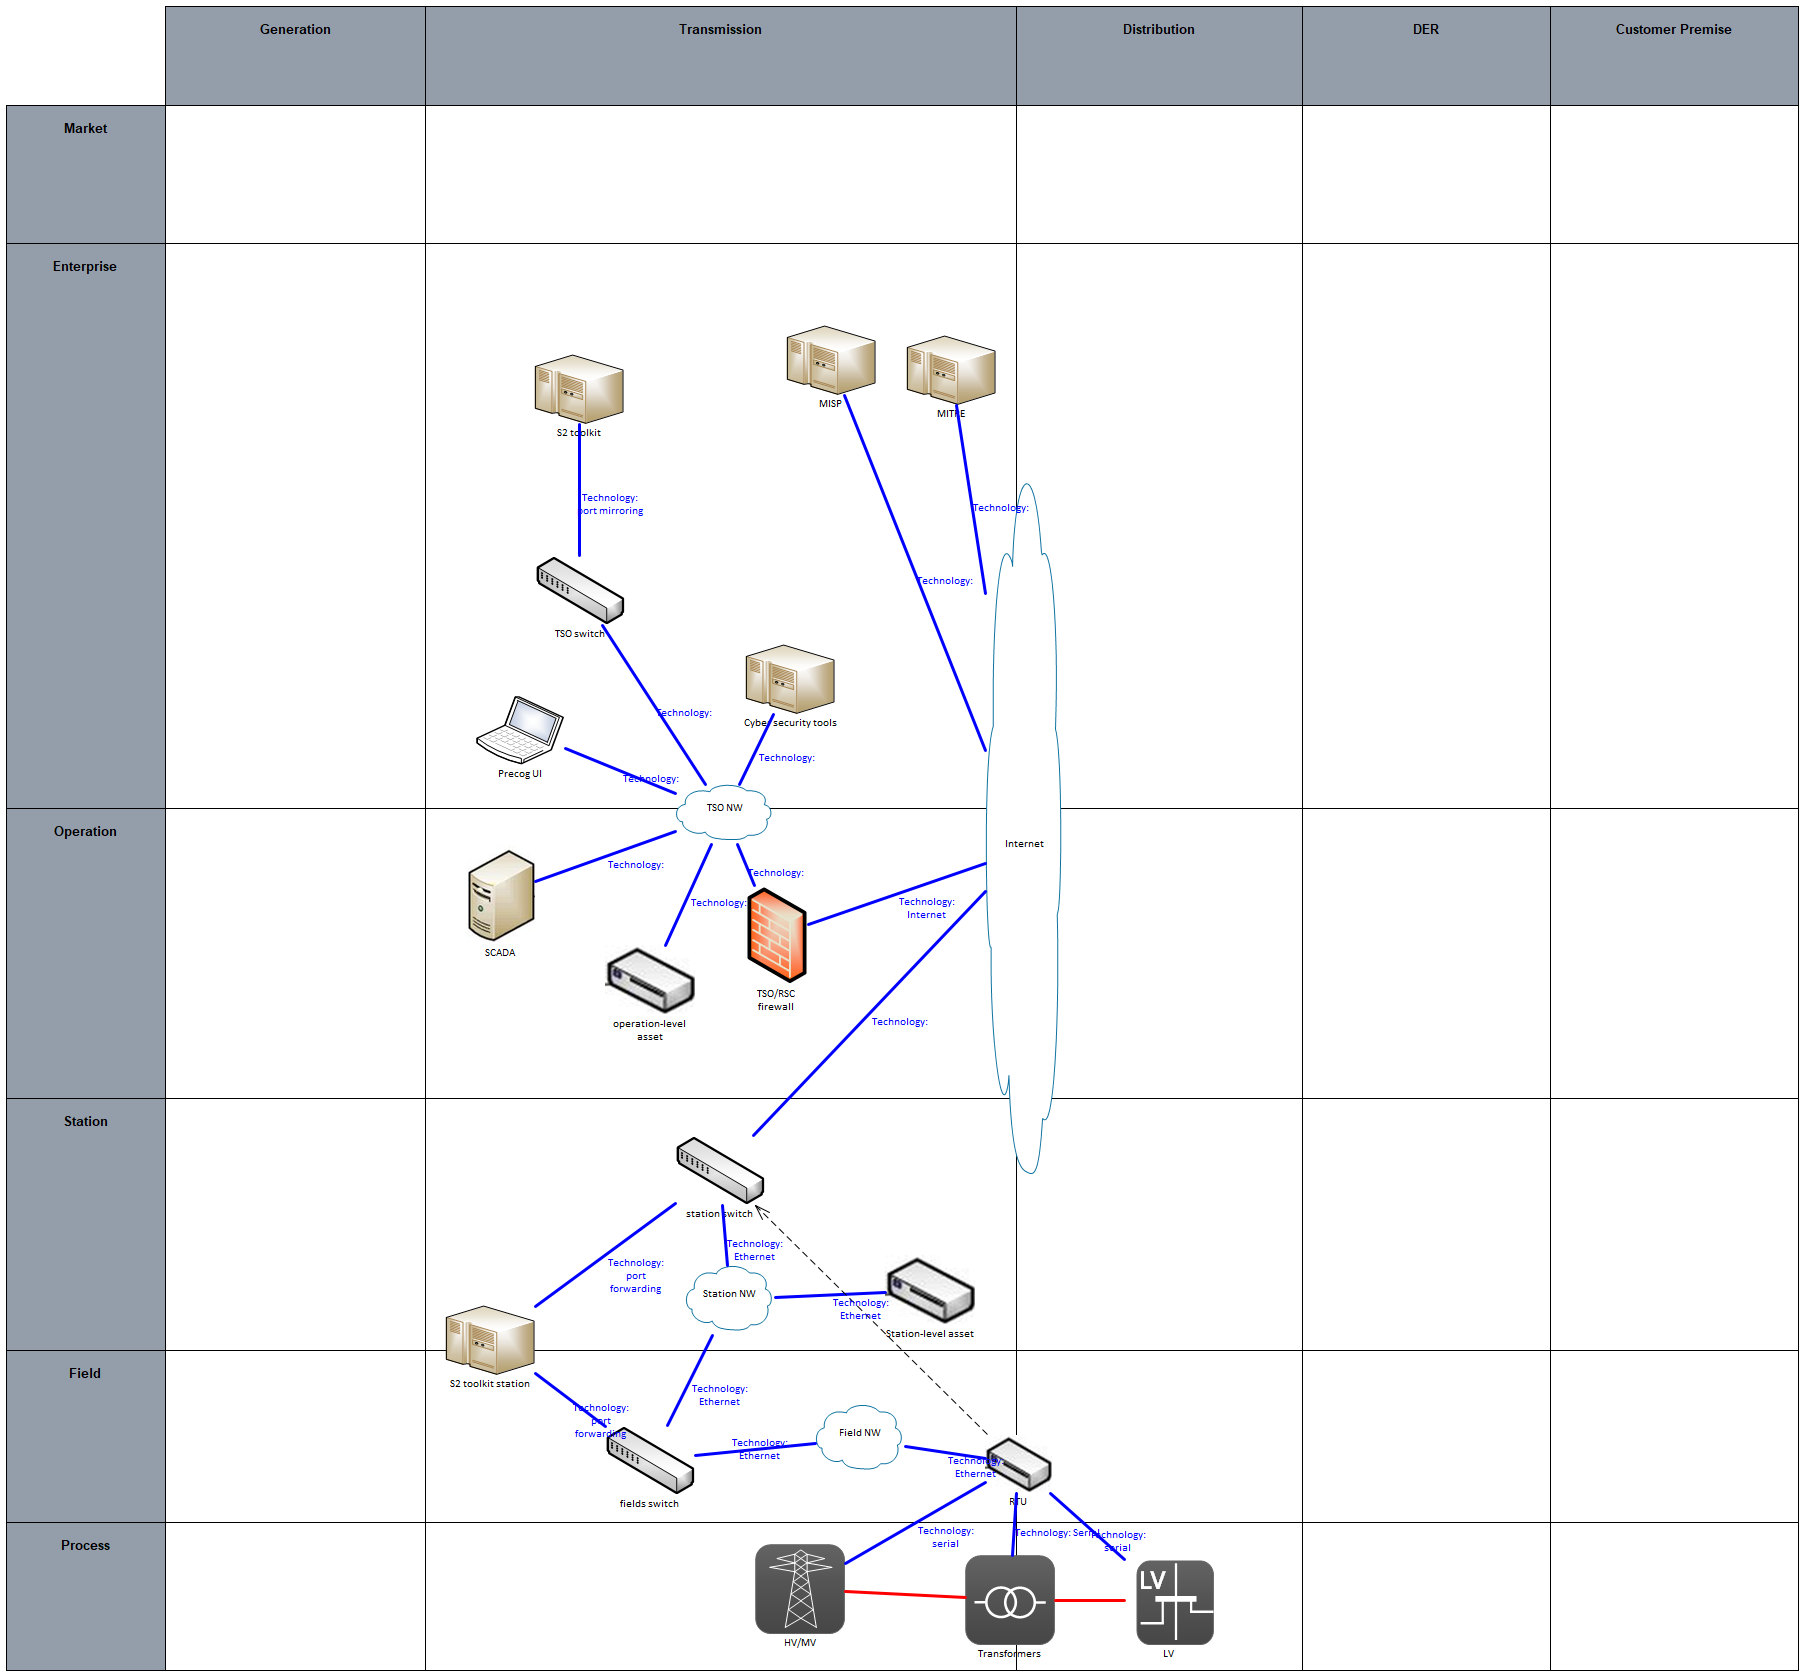 Generation
Transmission
Distribution
DER
Customer Premise
Market
Enterprise
MISP
MITRE
S2 toolkit
Technology:
port mirroring
Technology:
Technology:
TSO switch
Technology:
Cyber security tools
Technology:
Precog UI
Technology:
TSO NW
Operation
Internet
Technology:
Technology:
Technology:
Technology:
Internet
SCADA
TSO/RSC
firewall
operation-level
asset
Technology:
Station
station switch
Technology:
Ethernet
Technology:
port
forwarding
Station NW
Technology:
Ethernet
Station-level asset
Field
S2 toolkit station
Technology:
Ethernet
Technology:
port
forwarding
Field NW
Technology:
Ethernet
Technology:
Ethernet
fields switch
RTU
Process
Technology:
serial
Technology: Serial
Technology:
serial
LV
HV/MV
Transformers
LV